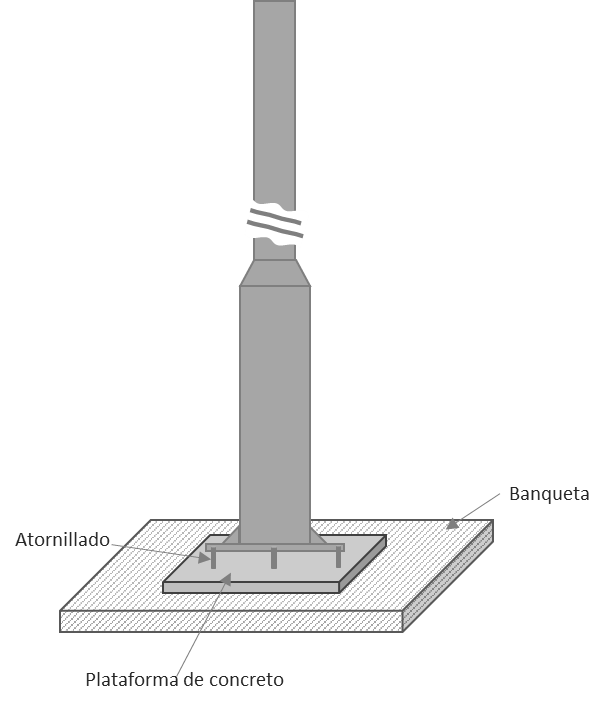 Banqueta
Atornillado
Plataforma de concreto